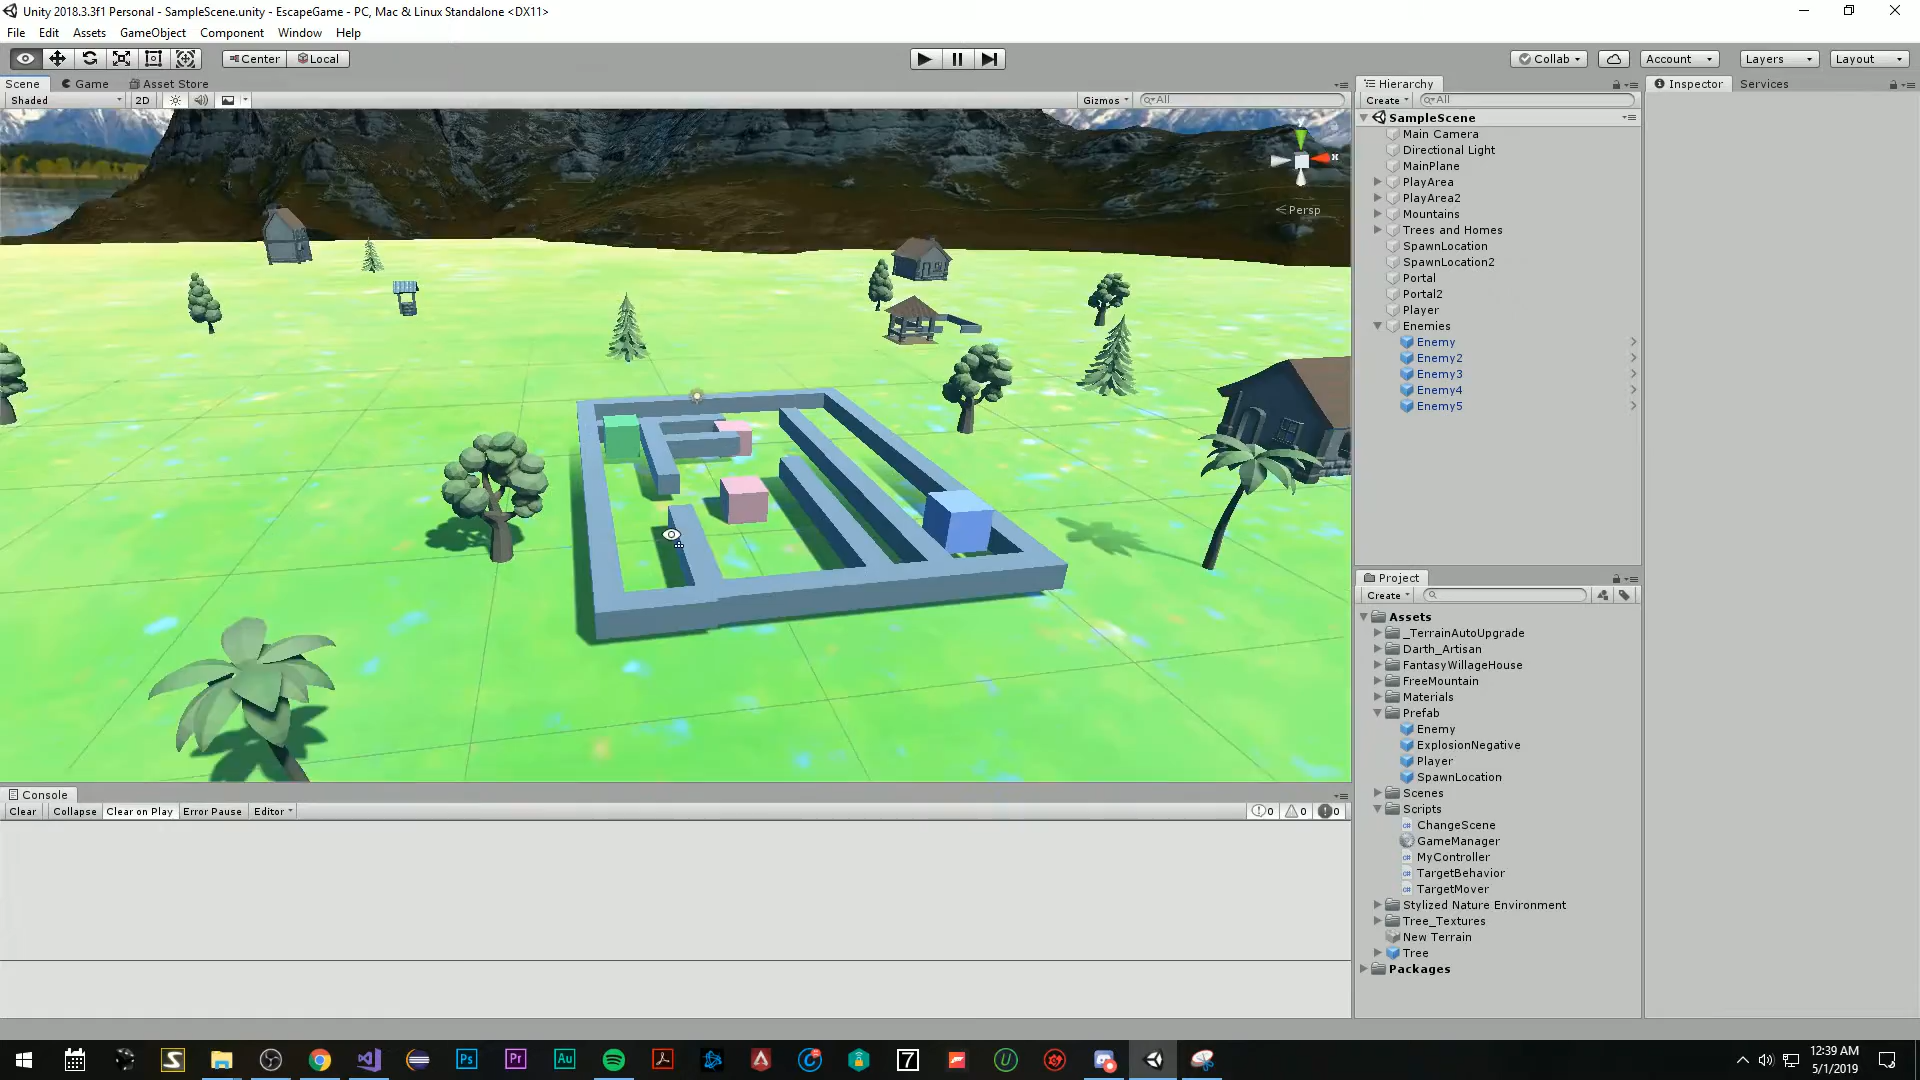 Unity 2018.3.3f1 Personal - SampleScene.unity - EscapeGame - PC, Mac & Linux Standalone <DX11>
File Edit Assets GameObject Component Window Help
Center Local
Collab Account Layers Layout
Scene Game Asset Store
Shaded 2D Gizmos All
y
x
Persp
Hierarchy
Create All
SampleScene
Main Camera
Directional Light
MainPlane
PlayArea
PlayArea2
Mountains
Trees and Homes
SpawnLocation
SpawnLocation2
Portal
Portal2
Player
Enemies
Enemy
Enemy2
Enemy3
Enemy4
Enemy5
Inspector Services
Project
Create
Assets
_TerrainAutoUpgrade
Darth_Artisan
FantasyWillageHouse
FreeMountain
Materials
Prefab
Enemy
ExplosionNegative
Player
SpawnLocation
Scenes
Scripts
ChangeScene
GameManager
MyController
TargetBehavior
TargetMover
Stylized Nature Environment
Tree_Textures
New Terrain
Tree
Packages
Console
Clear Collapse Clear on Play Error Pause Editor 0 0 0
S Ps Pr Au 7 U
12:39 AM
5/1/2019